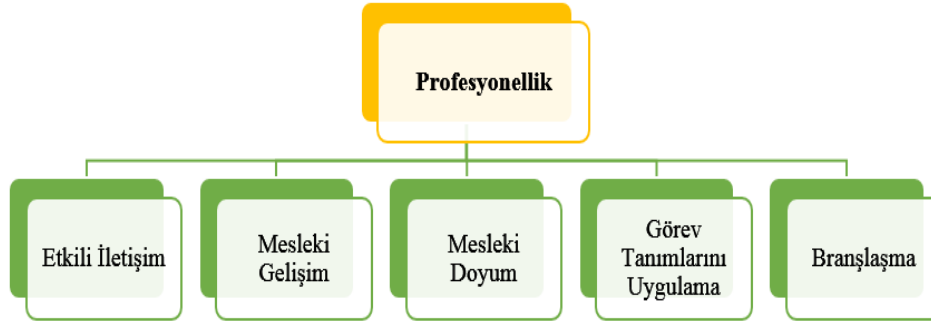 Profesyonellik
Etkili İletişim
Mesleki
Gelişim
Mesleki
Doyum
Görev
Tanımlarını
Uygulama
Branşlaşma